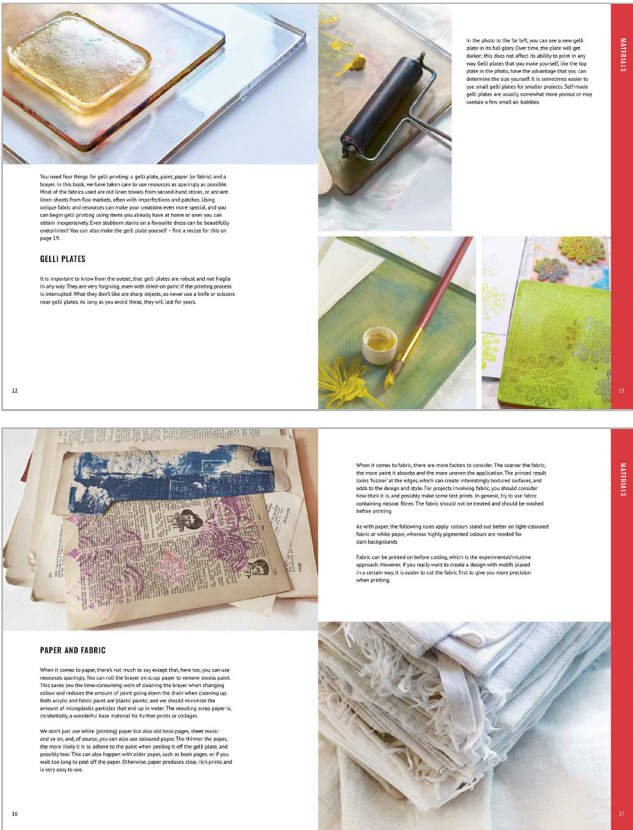 You need four things for gelli printing: a gelli plate, paint, paper (or fabric) and a
brayer. In this book, we have taken care to use resources as sparingly as possible.
Most of the fabrics used are old linen towels from second-hand stores, or ancient
linen sheets from flea markets, often with imperfections and patches. Using
unique fabric and resources can make your creations even more special, and you
can begin gelli printing using items you already have at home or ones you can
obtain inexpensively. Even stubborn stains on a favourite dress can be beautifully
overprinted! You can also make the gelli plate yourself – find a recipe for this on
page 19.
GELLI PLATES
It is important to know from the outset, that gelli plates are robust and not fragile
in any way. They are very forgiving, even with dried-on paint if the printing process
is interrupted. What they don't like are sharp objects, so never use a knife or scissors
near gelli plates. As long as you avoid these, they will last for years.
12
In the photo to the far left, you can see a new gelli
plate in its full glory. Over time, the plate will get
darker; this does not affect its ability to print in any
way. Gelli plates that you make yourself, like the top
plate in the photo, have the advantage that you can
determine the size yourself. It is sometimes easier to
use small gelli plates for smaller projects. Self-made
gelli plates are usually somewhat more porous or may
contain a few small air bubbles.
MATERIALS
13
PAPER AND FABRIC
When it comes to paper, there's not much to say except that, here too, you can use
resources sparingly. You can roll the brayer on scrap paper to remove excess paint.
This saves you the time-consuming work of cleaning the brayer when changing
colour and reduces the amount of paint going down the drain when cleaning up.
Both acrylic and fabric paint are 'plastic paints', and we should minimize the
amount of microplastic particles that end up in water. The resulting scrap paper is,
incidentally, a wonderful base material for further prints or collages.
We don't just use white (printing) paper but also old book pages, sheet music
and so on, and, of course, you can also use coloured paper. The thinner the paper,
the more likely it is to adhere to the paint when peeling it off the gelli plate, and
possibly tear. This can also happen with older paper, such as book pages, or if you
wait too long to peel off the paper. Otherwise, paper produces clear, rich prints and
is very easy to use.
16
When it comes to fabric, there are more factors to consider. The coarser the fabric,
the more paint it absorbs and the more uneven the application. The printed result
looks 'fuzzier' at the edges, which can create interestingly textured surfaces, and
adds to the design and style. For projects involving fabric, you should consider
how thick it is, and possibly make some test prints. In general, try to use fabric
containing natural fibres. The fabric should not be treated and should be washed
before printing.
As with paper, the following rules apply: colours stand out better on light-coloured
fabric or white paper, whereas highly pigmented colours are needed for
dark backgrounds.
Fabric can be printed on before cutting, which is the experimental/intuitive
approach. However, if you really want to create a design with motifs placed
in a certain way, it is easier to cut the fabric first to give you more precision
when printing.
MATERIALS
17